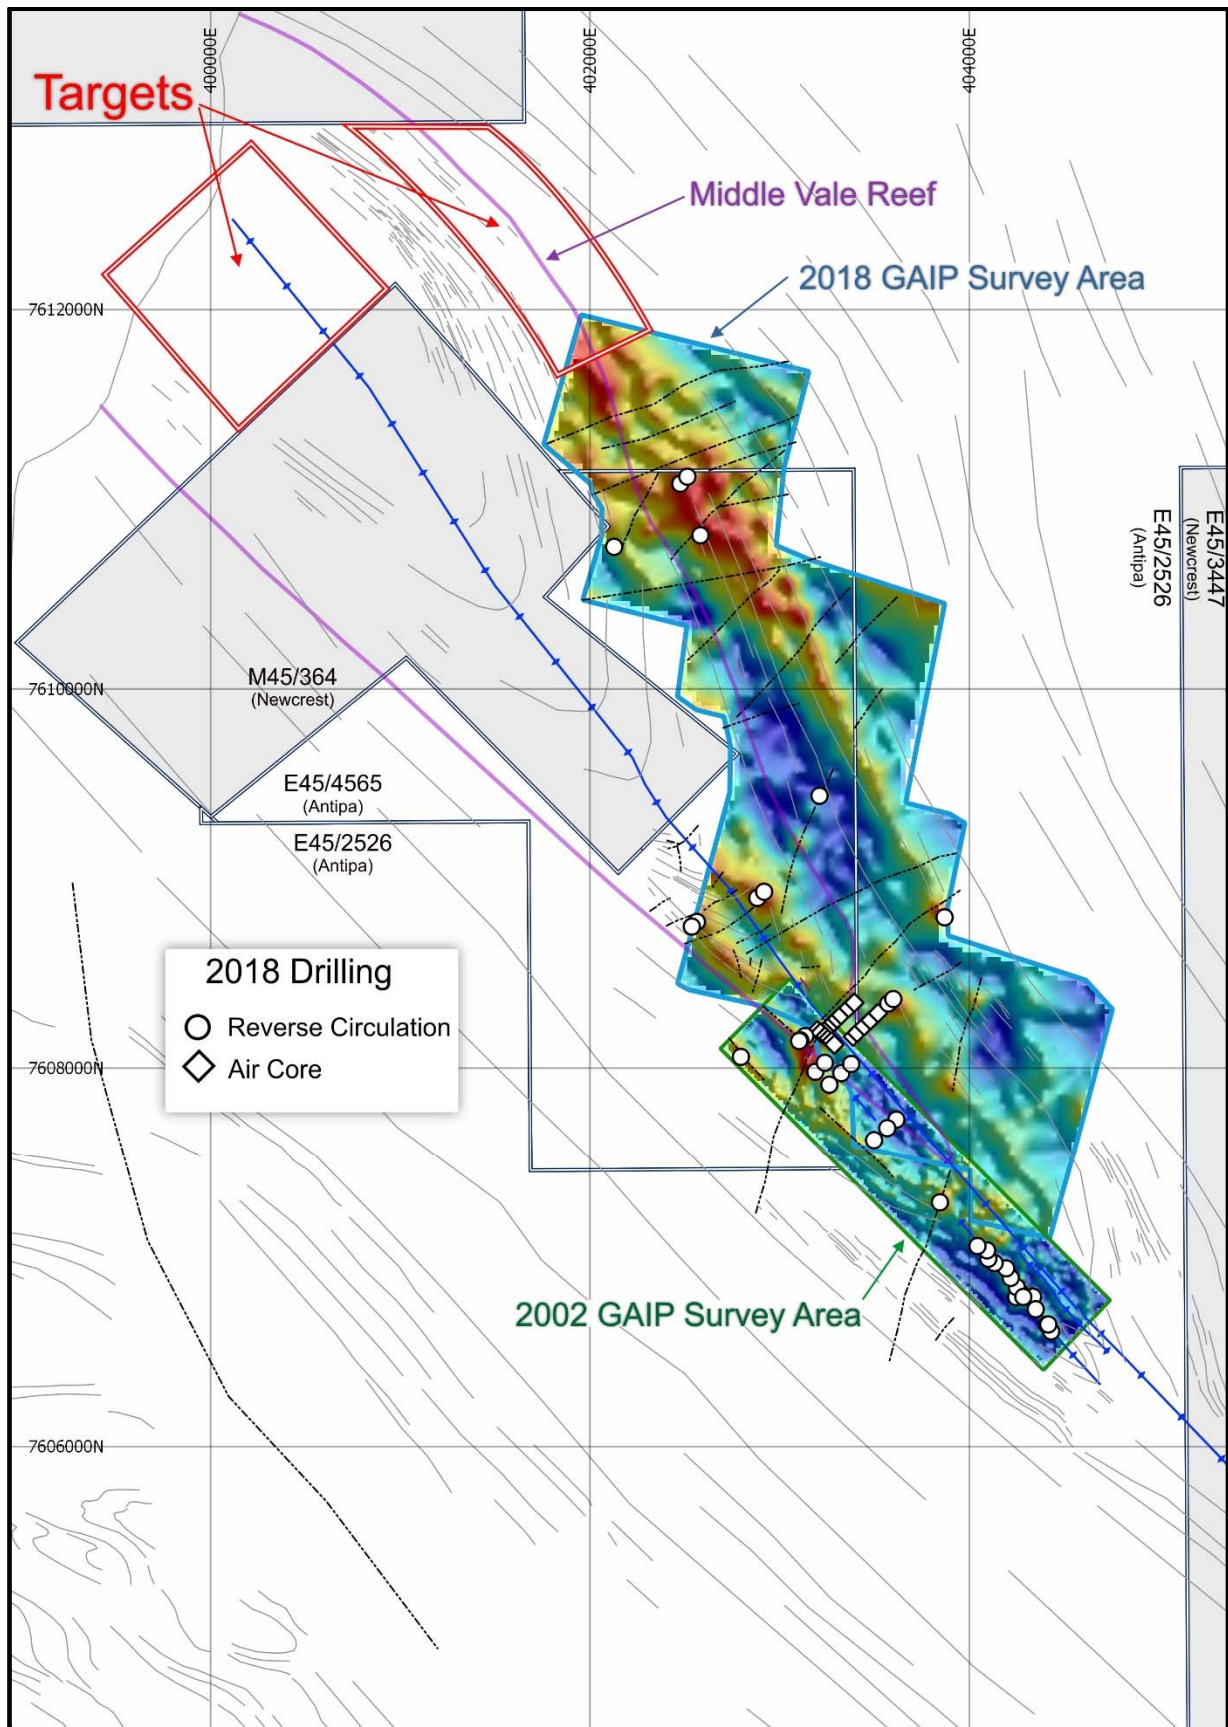 400000E
402000E
404000E
Targets
Middle Vale Reef
2018 GAIP Survey Area
7612000N
E45/3447
(Newcrest)
E45/2526
(Antipa)
M45/364
(Newcrest)
7610000N
E45/4565
(Antipa)
E45/2526
(Antipa)
2018 Drilling
Reverse Circulation
Air Core
7608000N
2002 GAIP Survey Area
7606000N